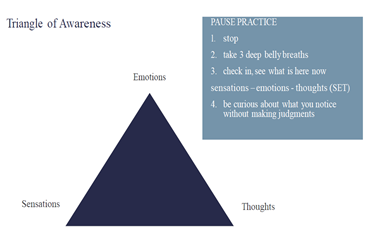 Triangle of Awareness
PAUSE PRACTICE
1. stop
2. take 3 deep belly breaths
3. check in, see what is here now
sensations – emotions - thoughts (SET)
4. be curious about what you notice
without making judgments
Emotions
Sensations
Thoughts